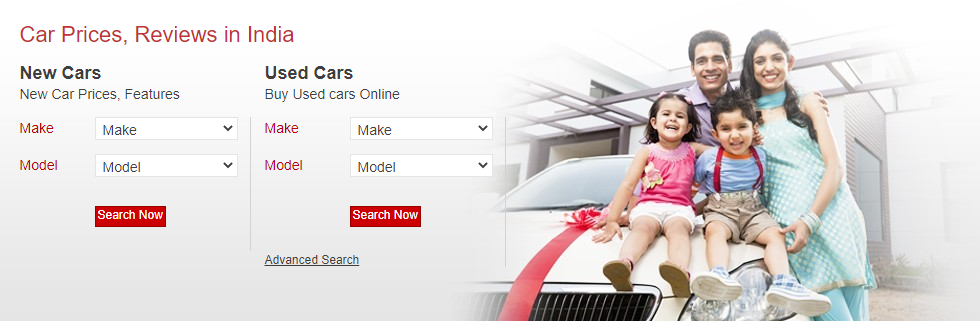 Car Prices, Reviews in India
New Cars
New Car Prices, Features
Make
Make
Model
Model
Search Now
Used Cars
Buy Used cars Online
Make
Make
Model
Model
Search Now
Advanced Search